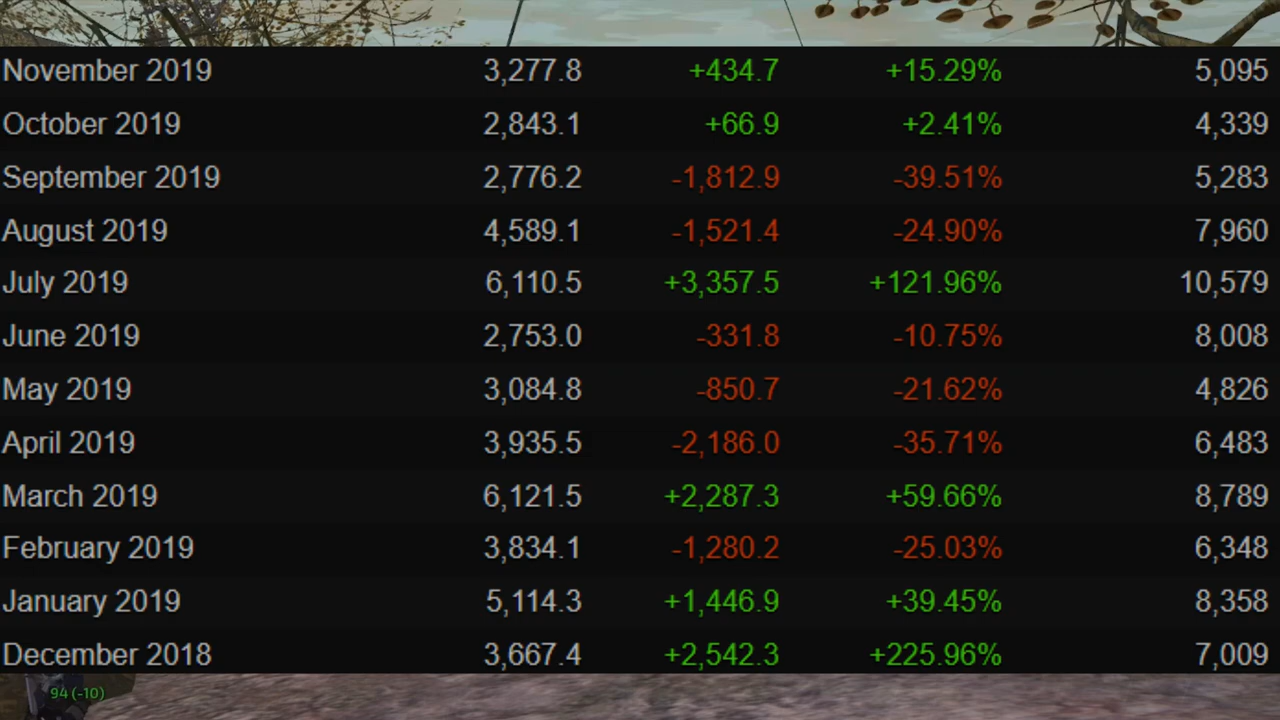 November 2019 3,277.8 +434.7 +15.29% 5,095
October 2019 2,843.1 +66.9 +2.41% 4,339
September 2019 2,776.2 -1,812.9 -39.51% 5,283
August 2019 4,589.1 -1,521.4 -24.90% 7,960
July 2019 6,110.5 +3,357.5 +121.96% 10,579
June 2019 2,753.0 -331.8 -10.75% 8,008
May 2019 3,084.8 -850.7 -21.62% 4,826
April 2019 3,935.5 -2,186.0 -35.71% 6,483
March 2019 6,121.5 +2,287.3 +59.66% 8,789
February 2019 3,834.1 -1,280.2 -25.03% 6,348
January 2019 5,114.3 +1,446.9 +39.45% 8,358
December 2018 3,667.4 +2,542.3 +225.96% 7,009
94 (-10)